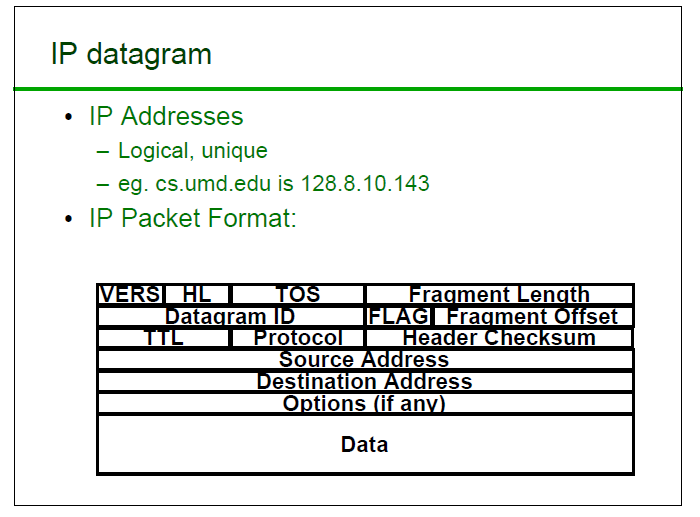 IP datagram
• IP Addresses
– Logical, unique
– eg. cs.umd.edu is 128.8.10.143
• IP Packet Format:
VERS HL TOS Fragment Length
Datagram ID FLAG Fragment Offset
TTL Protocol Header Checksum
Source Address
Destination Address
Options (if any)
Data